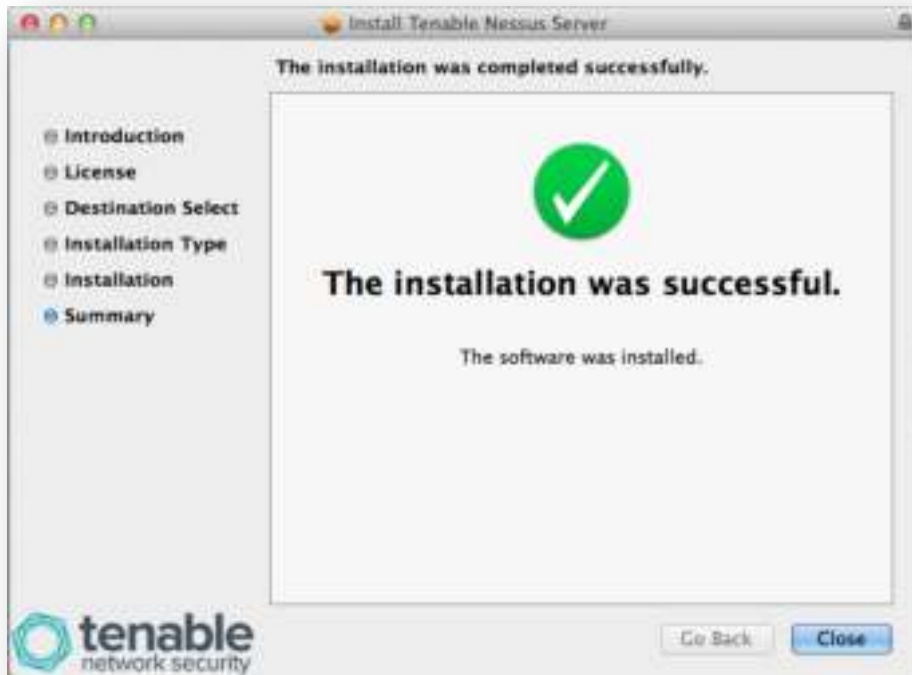 Install Tenable Nessus Server
The installation was completed successfully.
Introduction
License
Destination Select
Installation Type
Installation
Summary
The installation was successful.
The software was installed.
tenable
network security
Go Back
Close